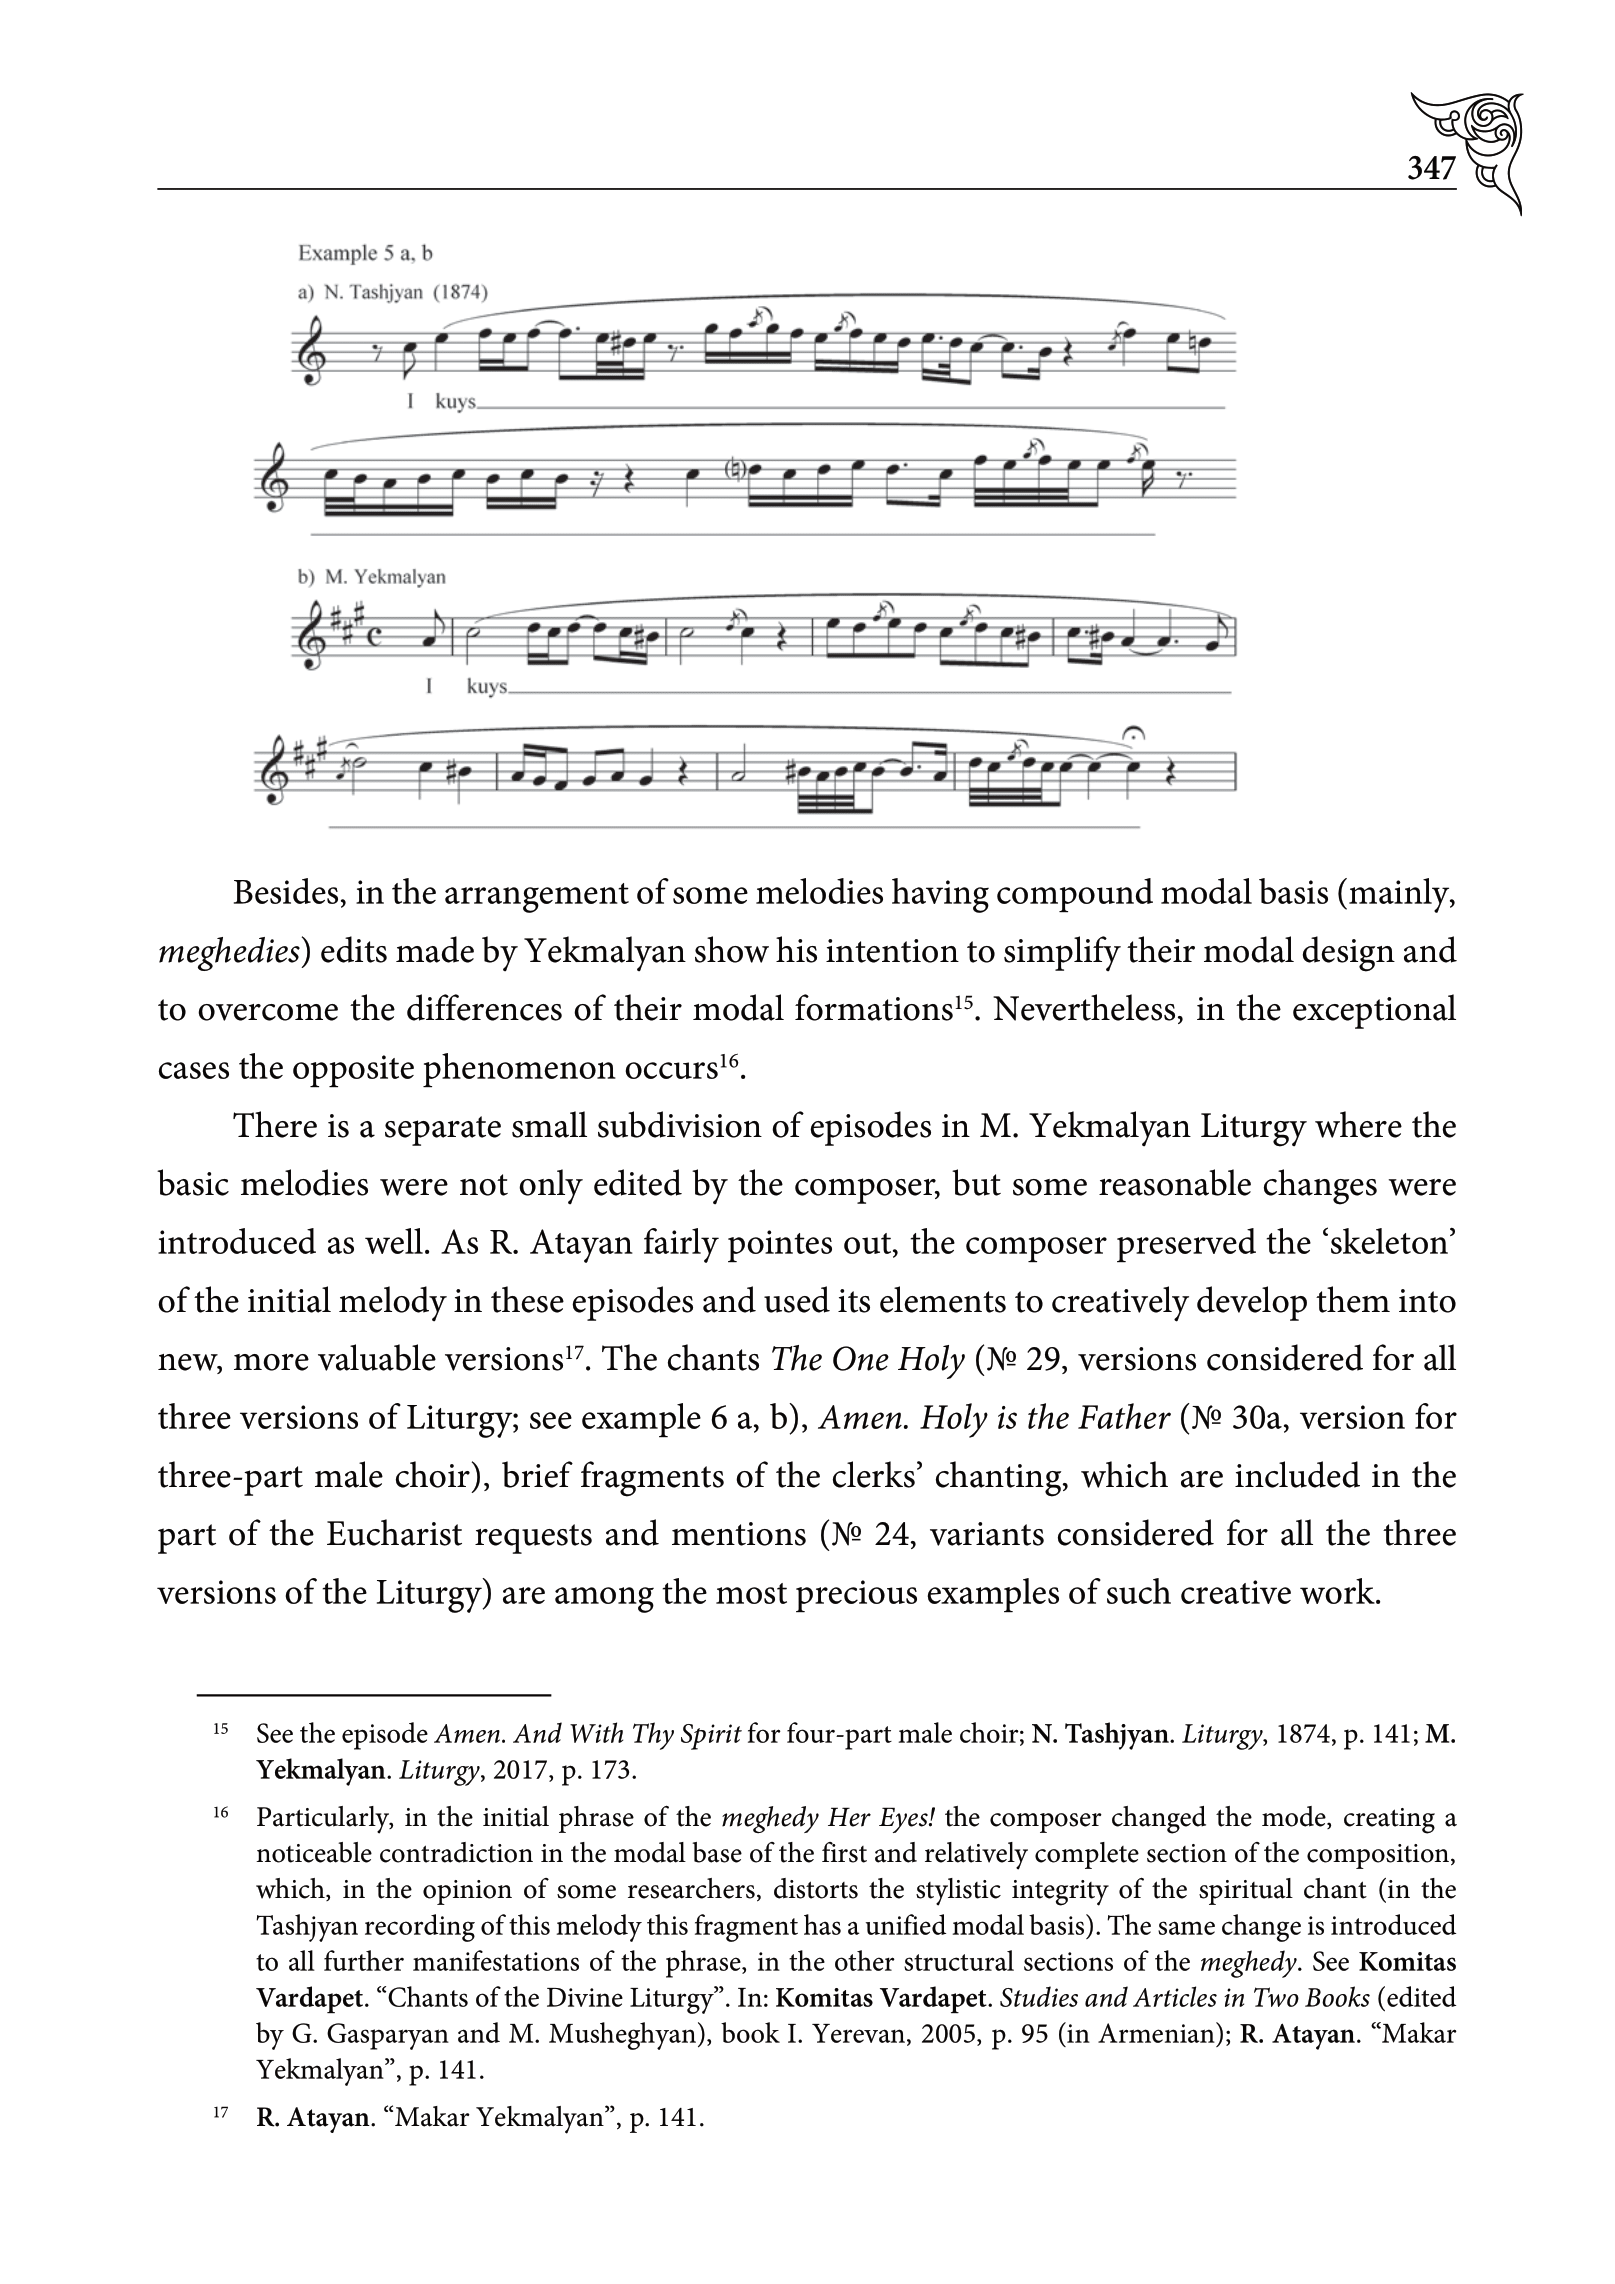 347
Example 5 a, b
a) N. Tashjyan (1874)
I kuys
b) M. Yekmalyan
I kuys
Besides, in the arrangement of some melodies having compound modal basis (mainly,
meghedies) edits made by Yekmalyan show his intention to simplify their modal design and
to overcome the differences of their modal formations¹⁵. Nevertheless, in the exceptional
cases the opposite phenomenon occurs¹⁶.
There is a separate small subdivision of episodes in M. Yekmalyan Liturgy where the
basic melodies were not only edited by the composer, but some reasonable changes were
introduced as well. As R. Atayan fairly pointes out, the composer preserved the ‘skeleton’
of the initial melody in these episodes and used its elements to creatively develop them into
new, more valuable versions¹⁷. The chants The One Holy (№ 29, versions considered for all
three versions of Liturgy; see example 6 a, b), Amen. Holy is the Father (№ 30a, version for
three-part male choir), brief fragments of the clerks’ chanting, which are included in the
part of the Eucharist requests and mentions (№ 24, variants considered for all the three
versions of the Liturgy) are among the most precious examples of such creative work.
15 See the episode Amen. And With Thy Spirit for four-part male choir; N. Tashjyan. Liturgy, 1874, p. 141; M.
Yekmalyan. Liturgy, 2017, p. 173.
16 Particularly, in the initial phrase of the meghedy Her Eyes! the composer changed the mode, creating a
noticeable contradiction in the modal base of the first and relatively complete section of the composition,
which, in the opinion of some researchers, distorts the stylistic integrity of the spiritual chant (in the
Tashjyan recording of this melody this fragment has a unified modal basis). The same change is introduced
to all further manifestations of the phrase, in the other structural sections of the meghedy. See Komitas
Vardapet. “Chants of the Divine Liturgy”. In: Komitas Vardapet. Studies and Articles in Two Books (edited
by G. Gasparyan and M. Musheghyan), book I. Yerevan, 2005, p. 95 (in Armenian); R. Atayan. “Makar
Yekmalyan”, p. 141.
17 R. Atayan. “Makar Yekmalyan”, p. 141.